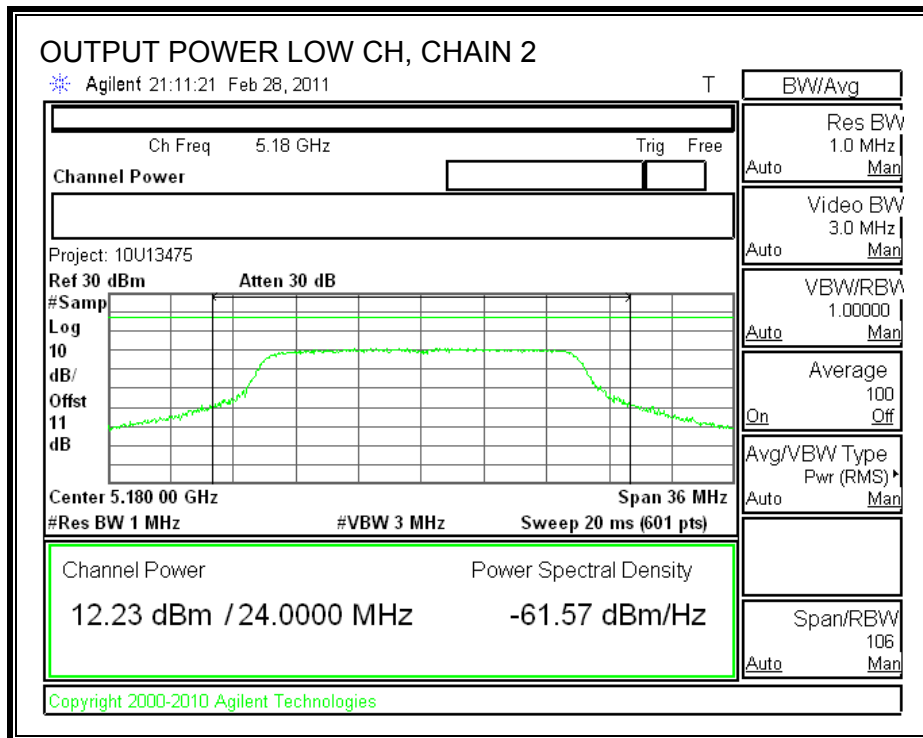 OUTPUT POWER LOW CH, CHAIN 2
Agilent 21:11:21 Feb 28, 2011 T
BW/Avg
Ch Freq 5.18 GHz Trig Free
Channel Power
Res BW
1.0 MHz
Auto Man
Video BW
3.0 MHz
Auto Man
Project: 10U13475
Ref 30 dBm Atten 30 dB
#Samp
Log
10
dB/
Offst
11
dB
VBW/RBW
1.00000
Auto Man
Average
100
On Off
Avg/VBW Type
Pwr (RMS)
Auto Man
Center 5.180 00 GHz Span 36 MHz
#Res BW 1 MHz #VBW 3 MHz Sweep 20 ms (601 pts)
Channel Power Power Spectral Density
12.23 dBm / 24.0000 MHz -61.57 dBm/Hz
Span/RBW
106
Auto Man
Copyright 2000-2010 Agilent Technologies